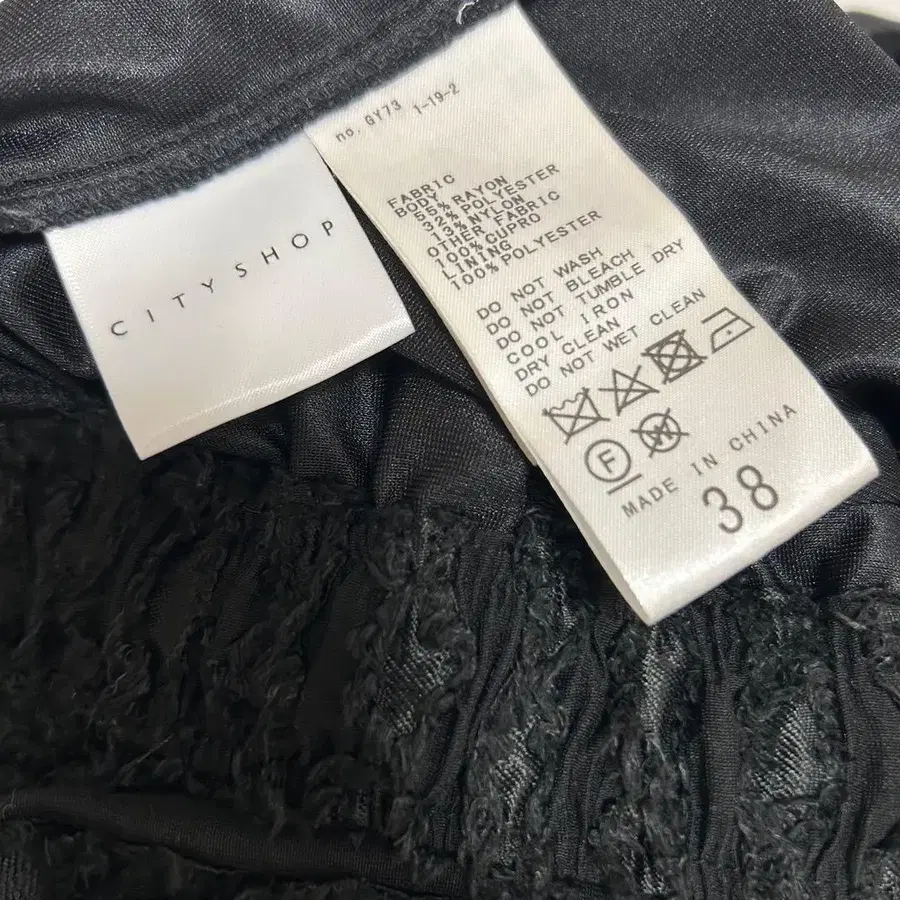 CITYSHOP
no. GY73
1-19-2
FABRIC
BODY
55% RAYON
32% POLYESTER
13% NYLON
OTHER FABRIC
100% CUPRO
LINING
100% POLYESTER
DO NOT WASH
DO NOT BLEACH
DO NOT TUMBLE DRY
COOL IRON
DRY CLEAN
DO NOT WET CLEAN
F W
MADE IN CHINA
38